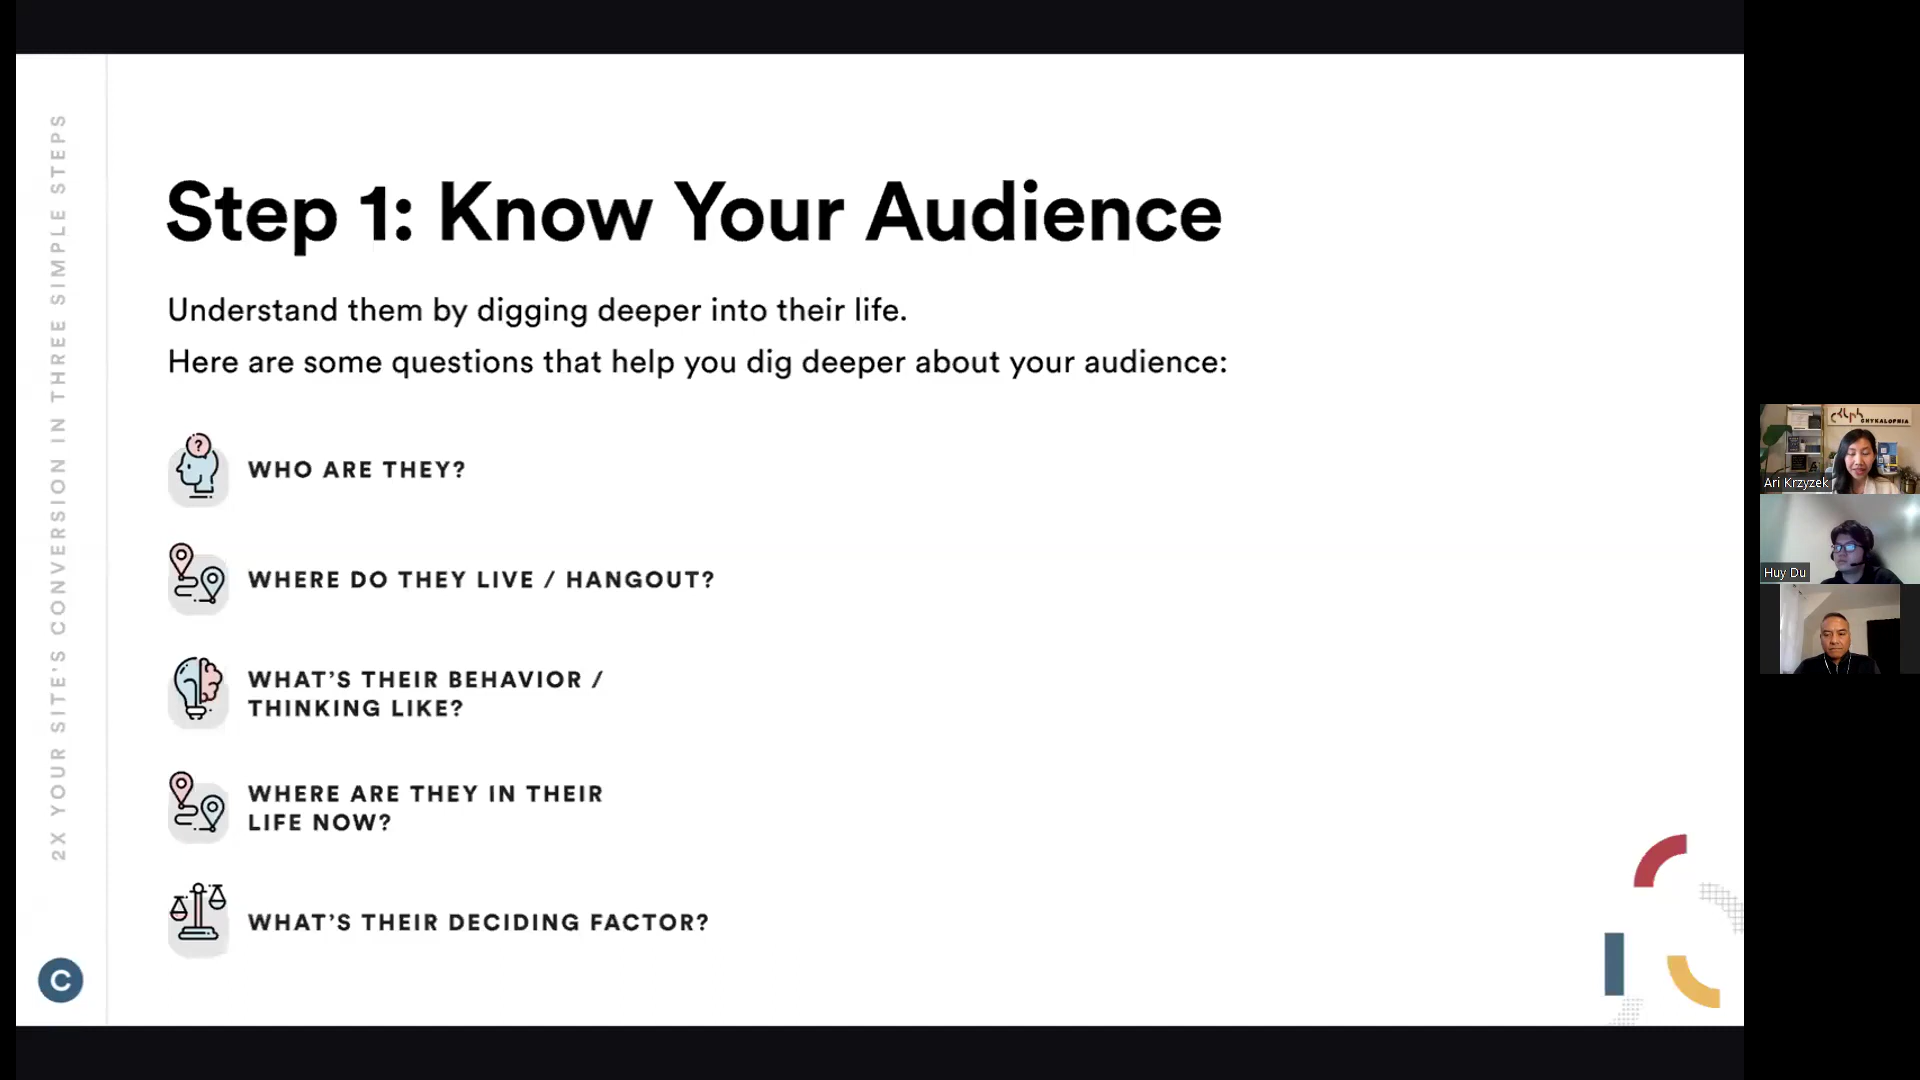 2X YOUR SITE'S CONVERSION IN THREE SIMPLE STEPS
Step 1: Know Your Audience
Understand them by digging deeper into their life.
Here are some questions that help you dig deeper about your audience:
?
WHO ARE THEY?
WHERE DO THEY LIVE / HANGOUT?
WHAT’S THEIR BEHAVIOR /
THINKING LIKE?
WHERE ARE THEY IN THEIR
LIFE NOW?
WHAT’S THEIR DECIDING FACTOR?
C
CHYKALOPHIA
Ari Krzyzek
Huy Du